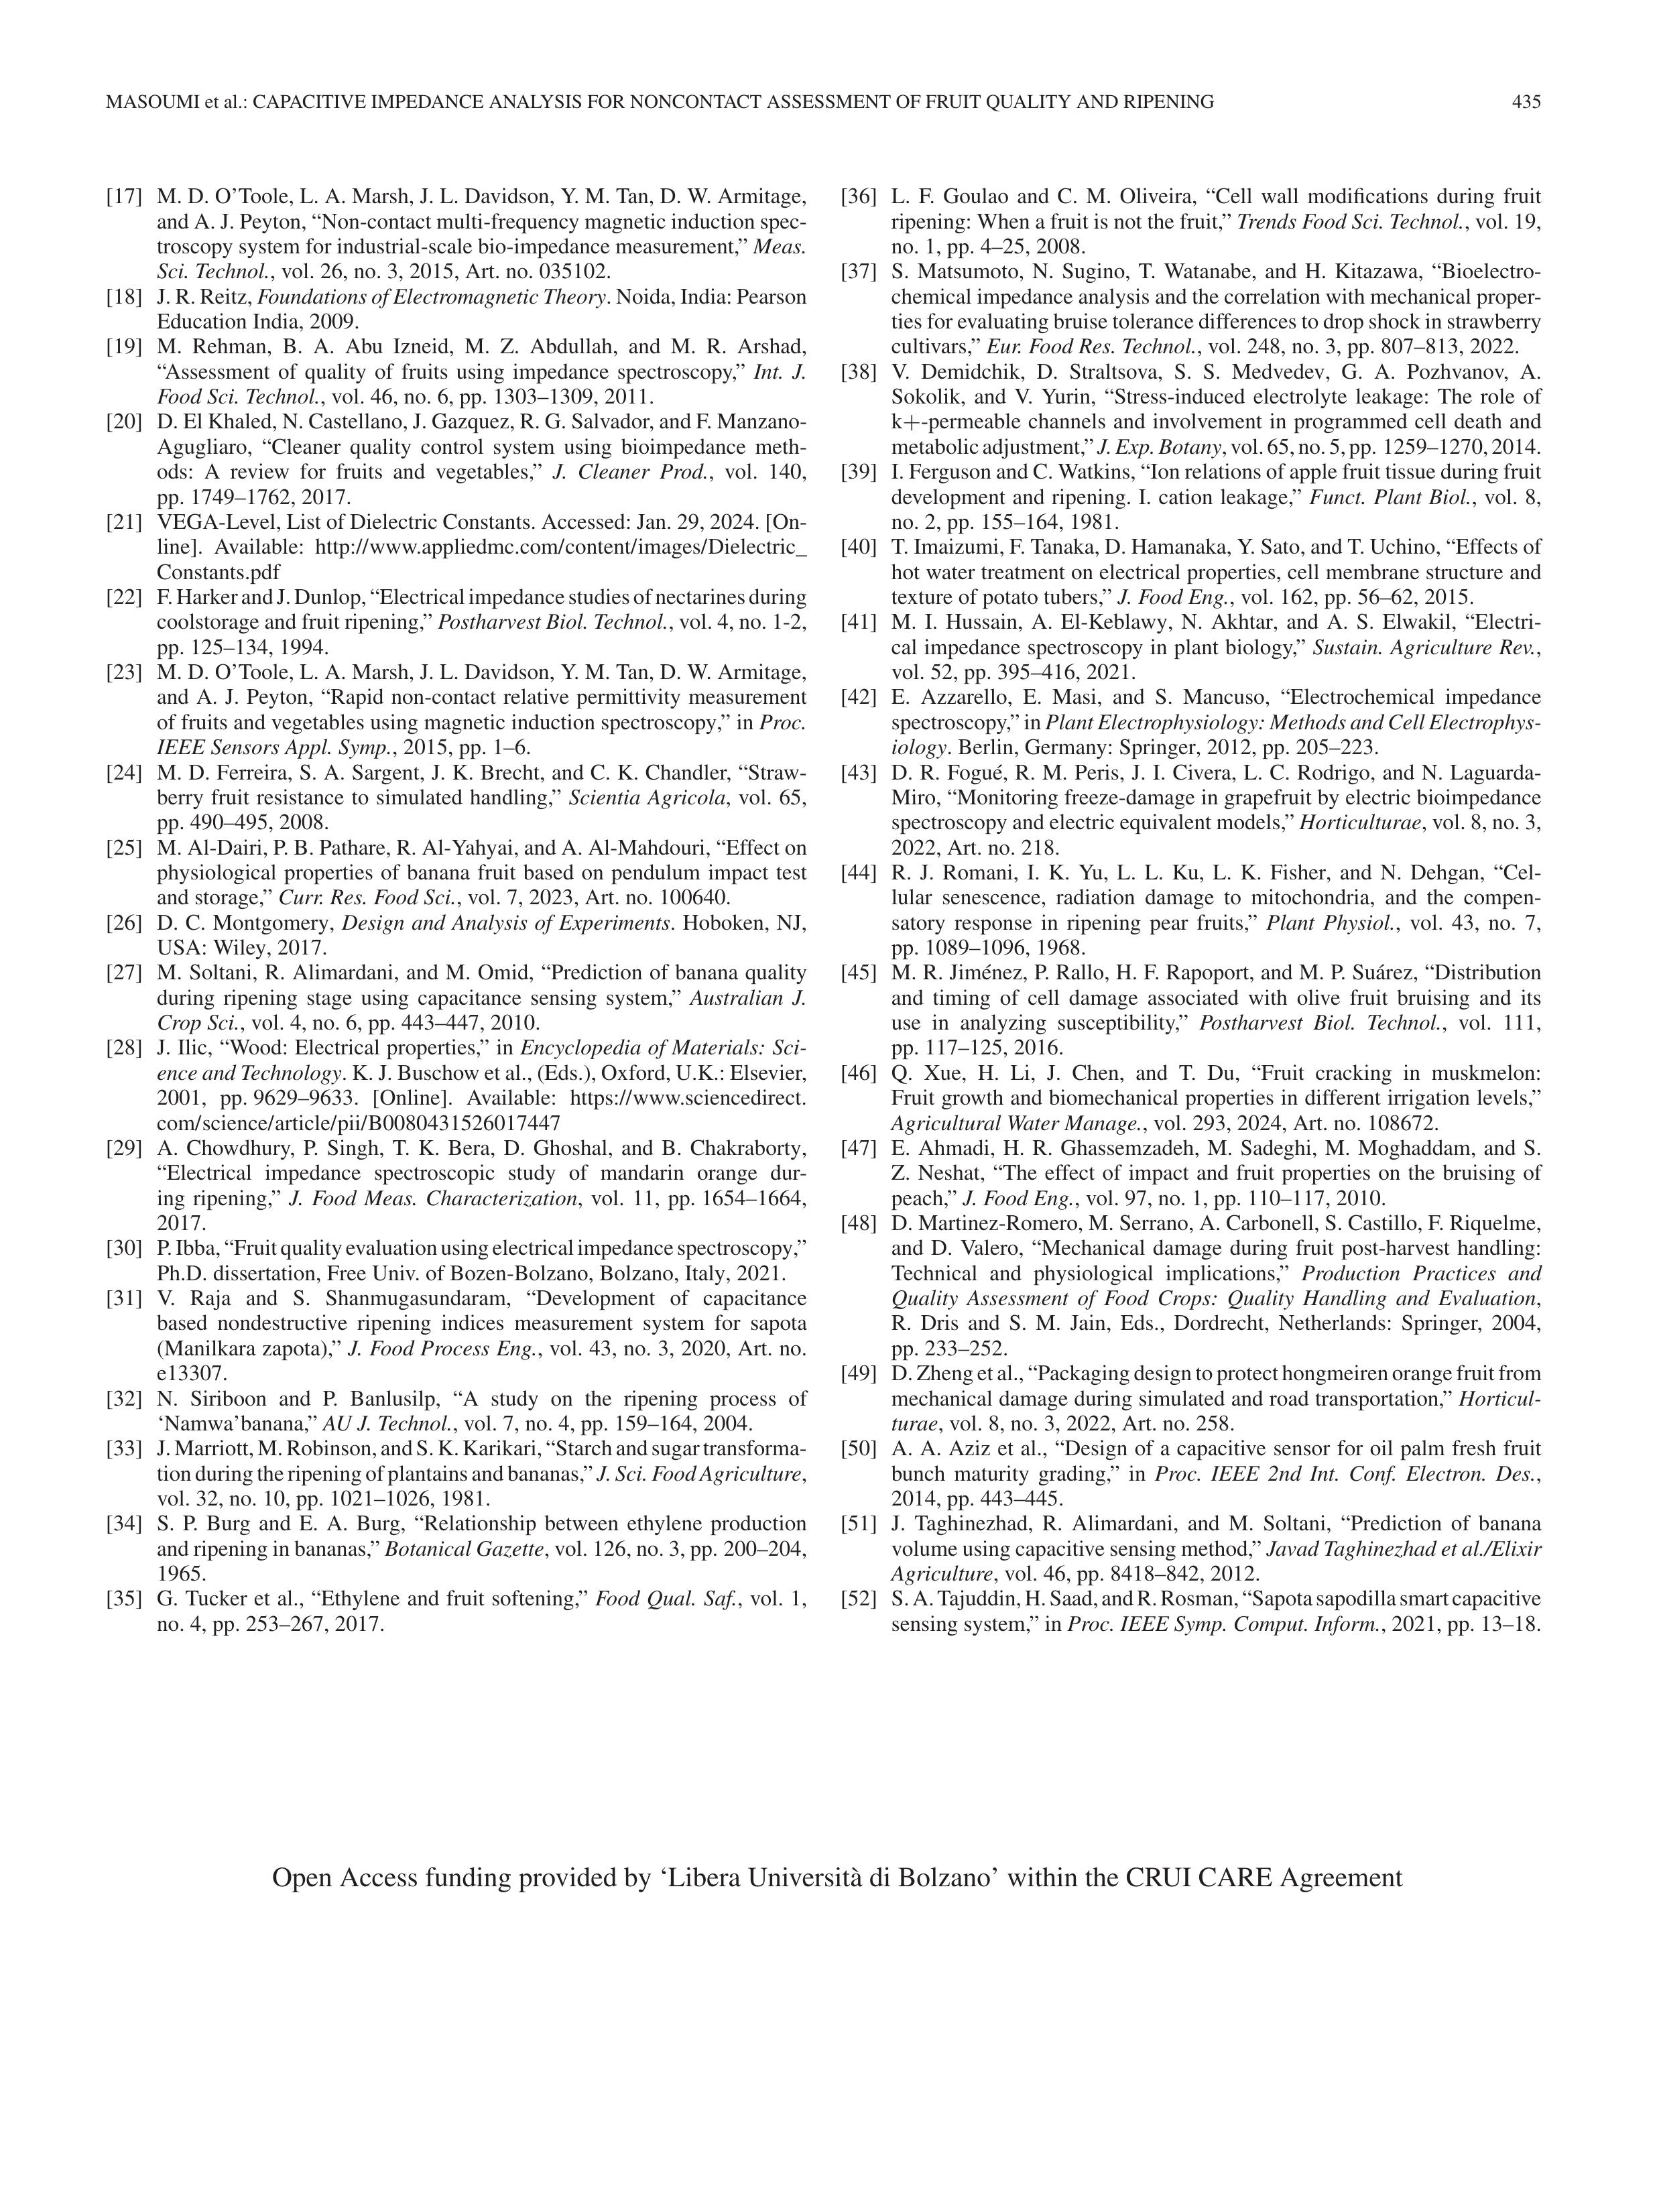 MASOUMI et al.: CAPACITIVE IMPEDANCE ANALYSIS FOR NONCONTACT ASSESSMENT OF FRUIT QUALITY AND RIPENING 435
[17] M. D. O’Toole, L. A. Marsh, J. L. Davidson, Y. M. Tan, D. W. Armitage,
and A. J. Peyton, “Non-contact multi-frequency magnetic induction spec-
troscopy system for industrial-scale bio-impedance measurement,” Meas.
Sci. Technol., vol. 26, no. 3, 2015, Art. no. 035102.
[18] J. R. Reitz, Foundations of Electromagnetic Theory. Noida, India: Pearson
Education India, 2009.
[19] M. Rehman, B. A. Abu Izneid, M. Z. Abdullah, and M. R. Arshad,
“Assessment of quality of fruits using impedance spectroscopy,” Int. J.
Food Sci. Technol., vol. 46, no. 6, pp. 1303–1309, 2011.
[20] D. El Khaled, N. Castellano, J. Gazquez, R. G. Salvador, and F. Manzano-
Agugliaro, “Cleaner quality control system using bioimpedance meth-
ods: A review for fruits and vegetables,” J. Cleaner Prod., vol. 140,
pp. 1749–1762, 2017.
[21] VEGA-Level, List of Dielectric Constants. Accessed: Jan. 29, 2024. [On-
line]. Available: http://www.appliedmc.com/content/images/Dielectric_
Constants.pdf
[22] F. Harker and J. Dunlop, “Electrical impedance studies of nectarines during
coolstorage and fruit ripening,” Postharvest Biol. Technol., vol. 4, no. 1-2,
pp. 125–134, 1994.
[23] M. D. O’Toole, L. A. Marsh, J. L. Davidson, Y. M. Tan, D. W. Armitage,
and A. J. Peyton, “Rapid non-contact relative permittivity measurement
of fruits and vegetables using magnetic induction spectroscopy,” in Proc.
IEEE Sensors Appl. Symp., 2015, pp. 1–6.
[24] M. D. Ferreira, S. A. Sargent, J. K. Brecht, and C. K. Chandler, “Straw-
berry fruit resistance to simulated handling,” Scientia Agricola, vol. 65,
pp. 490–495, 2008.
[25] M. Al-Dairi, P. B. Pathare, R. Al-Yahyai, and A. Al-Mahdouri, “Effect on
physiological properties of banana fruit based on pendulum impact test
and storage,” Curr. Res. Food Sci., vol. 7, 2023, Art. no. 100640.
[26] D. C. Montgomery, Design and Analysis of Experiments. Hoboken, NJ,
USA: Wiley, 2017.
[27] M. Soltani, R. Alimardani, and M. Omid, “Prediction of banana quality
during ripening stage using capacitance sensing system,” Australian J.
Crop Sci., vol. 4, no. 6, pp. 443–447, 2010.
[28] J. Ilic, “Wood: Electrical properties,” in Encyclopedia of Materials: Sci-
ence and Technology. K. J. Buschow et al., (Eds.), Oxford, U.K.: Elsevier,
2001, pp. 9629–9633. [Online]. Available: https://www.sciencedirect.
com/science/article/pii/B0080431526017447
[29] A. Chowdhury, P. Singh, T. K. Bera, D. Ghoshal, and B. Chakraborty,
“Electrical impedance spectroscopic study of mandarin orange dur-
ing ripening,” J. Food Meas. Characterization, vol. 11, pp. 1654–1664,
2017.
[30] P. Ibba, “Fruit quality evaluation using electrical impedance spectroscopy,”
Ph.D. dissertation, Free Univ. of Bozen-Bolzano, Bolzano, Italy, 2021.
[31] V. Raja and S. Shanmugasundaram, “Development of capacitance
based nondestructive ripening indices measurement system for sapota
(Manilkara zapota),” J. Food Process Eng., vol. 43, no. 3, 2020, Art. no.
e13307.
[32] N. Siriboon and P. Banlusilp, “A study on the ripening process of
‘Namwa’banana,” AU J. Technol., vol. 7, no. 4, pp. 159–164, 2004.
[33] J. Marriott, M. Robinson, and S. K. Karikari, “Starch and sugar transforma-
tion during the ripening of plantains and bananas,” J. Sci. Food Agriculture,
vol. 32, no. 10, pp. 1021–1026, 1981.
[34] S. P. Burg and E. A. Burg, “Relationship between ethylene production
and ripening in bananas,” Botanical Gazette, vol. 126, no. 3, pp. 200–204,
1965.
[35] G. Tucker et al., “Ethylene and fruit softening,” Food Qual. Saf., vol. 1,
no. 4, pp. 253–267, 2017.
[36] L. F. Goulao and C. M. Oliveira, “Cell wall modifications during fruit
ripening: When a fruit is not the fruit,” Trends Food Sci. Technol., vol. 19,
no. 1, pp. 4–25, 2008.
[37] S. Matsumoto, N. Sugino, T. Watanabe, and H. Kitazawa, “Bioelectro-
chemical impedance analysis and the correlation with mechanical proper-
ties for evaluating bruise tolerance differences to drop shock in strawberry
cultivars,” Eur. Food Res. Technol., vol. 248, no. 3, pp. 807–813, 2022.
[38] V. Demidchik, D. Straltsova, S. S. Medvedev, G. A. Pozhvanov, A.
Sokolik, and V. Yurin, “Stress-induced electrolyte leakage: The role of
k+-permeable channels and involvement in programmed cell death and
metabolic adjustment,” J. Exp. Botany, vol. 65, no. 5, pp. 1259–1270, 2014.
[39] I. Ferguson and C. Watkins, “Ion relations of apple fruit tissue during fruit
development and ripening. I. cation leakage,” Funct. Plant Biol., vol. 8,
no. 2, pp. 155–164, 1981.
[40] T. Imaizumi, F. Tanaka, D. Hamanaka, Y. Sato, and T. Uchino, “Effects of
hot water treatment on electrical properties, cell membrane structure and
texture of potato tubers,” J. Food Eng., vol. 162, pp. 56–62, 2015.
[41] M. I. Hussain, A. El-Keblawy, N. Akhtar, and A. S. Elwakil, “Electri-
cal impedance spectroscopy in plant biology,” Sustain. Agriculture Rev.,
vol. 52, pp. 395–416, 2021.
[42] E. Azzarello, E. Masi, and S. Mancuso, “Electrochemical impedance
spectroscopy,” in Plant Electrophysiology: Methods and Cell Electrophys-
iology. Berlin, Germany: Springer, 2012, pp. 205–223.
[43] D. R. Fogué, R. M. Peris, J. I. Civera, L. C. Rodrigo, and N. Laguarda-
Miro, “Monitoring freeze-damage in grapefruit by electric bioimpedance
spectroscopy and electric equivalent models,” Horticulturae, vol. 8, no. 3,
2022, Art. no. 218.
[44] R. J. Romani, I. K. Yu, L. L. Ku, L. K. Fisher, and N. Dehgan, “Cel-
lular senescence, radiation damage to mitochondria, and the compen-
satory response in ripening pear fruits,” Plant Physiol., vol. 43, no. 7,
pp. 1089–1096, 1968.
[45] M. R. Jiménez, P. Rallo, H. F. Rapoport, and M. P. Suárez, “Distribution
and timing of cell damage associated with olive fruit bruising and its
use in analyzing susceptibility,” Postharvest Biol. Technol., vol. 111,
pp. 117–125, 2016.
[46] Q. Xue, H. Li, J. Chen, and T. Du, “Fruit cracking in muskmelon:
Fruit growth and biomechanical properties in different irrigation levels,”
Agricultural Water Manage., vol. 293, 2024, Art. no. 108672.
[47] E. Ahmadi, H. R. Ghassemzadeh, M. Sadeghi, M. Moghaddam, and S.
Z. Neshat, “The effect of impact and fruit properties on the bruising of
peach,” J. Food Eng., vol. 97, no. 1, pp. 110–117, 2010.
[48] D. Martinez-Romero, M. Serrano, A. Carbonell, S. Castillo, F. Riquelme,
and D. Valero, “Mechanical damage during fruit post-harvest handling:
Technical and physiological implications,” Production Practices and
Quality Assessment of Food Crops: Quality Handling and Evaluation,
R. Dris and S. M. Jain, Eds., Dordrecht, Netherlands: Springer, 2004,
pp. 233–252.
[49] D. Zheng et al., “Packaging design to protect hongmeiren orange fruit from
mechanical damage during simulated and road transportation,” Horticul-
turae, vol. 8, no. 3, 2022, Art. no. 258.
[50] A. A. Aziz et al., “Design of a capacitive sensor for oil palm fresh fruit
bunch maturity grading,” in Proc. IEEE 2nd Int. Conf. Electron. Des.,
2014, pp. 443–445.
[51] J. Taghinezhad, R. Alimardani, and M. Soltani, “Prediction of banana
volume using capacitive sensing method,” Javad Taghinezhad et al./Elixir
Agriculture, vol. 46, pp. 8418–842, 2012.
[52] S. A. Tajuddin, H. Saad, and R. Rosman, “Sapota sapodilla smart capacitive
sensing system,” in Proc. IEEE Symp. Comput. Inform., 2021, pp. 13–18.
Open Access funding provided by ‘Libera Università di Bolzano’ within the CRUI CARE Agreement